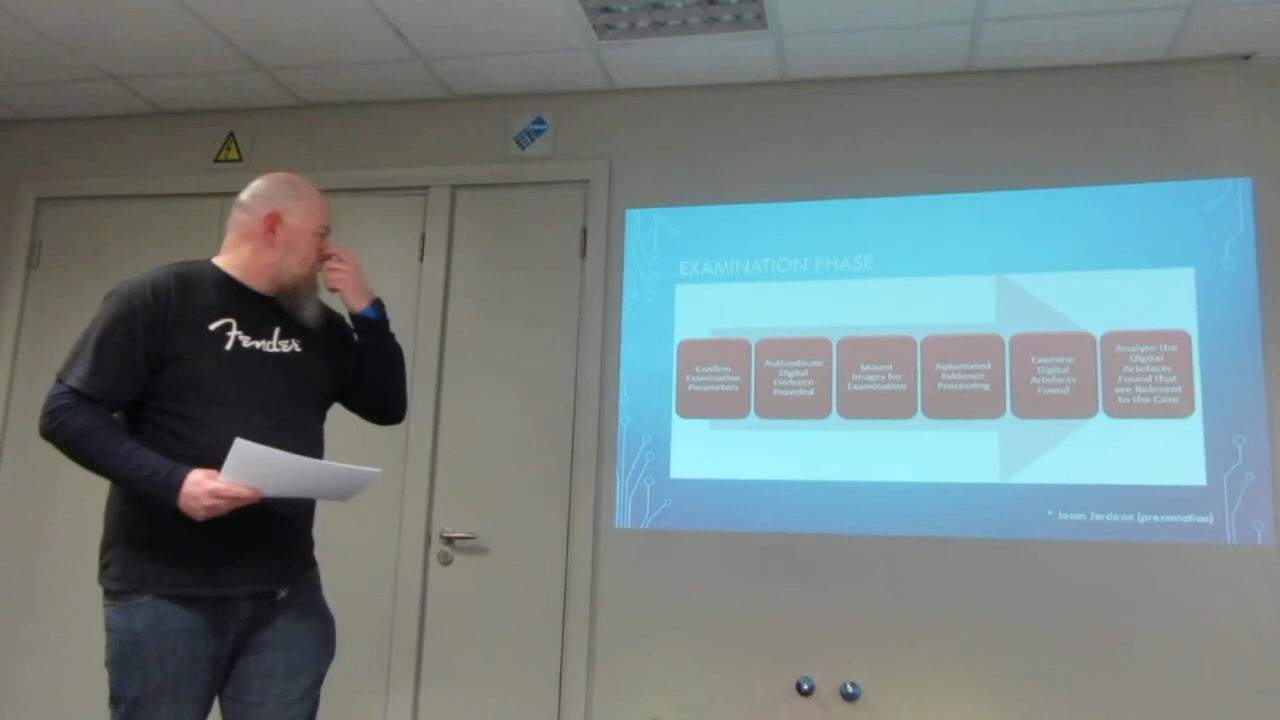 Fender
EXAMINATION PHASE
Confirm
Examination
Parameters
Authenticate
Digital
Evidence
Provided
Mount
Images for
Examination
Automated
Evidence
Processing
Examine
Digital
Artefacts
Found
Analyse the
Digital
Artefacts
Found that
are Relevant
to the Case
* Jason Jordaan (presentation)